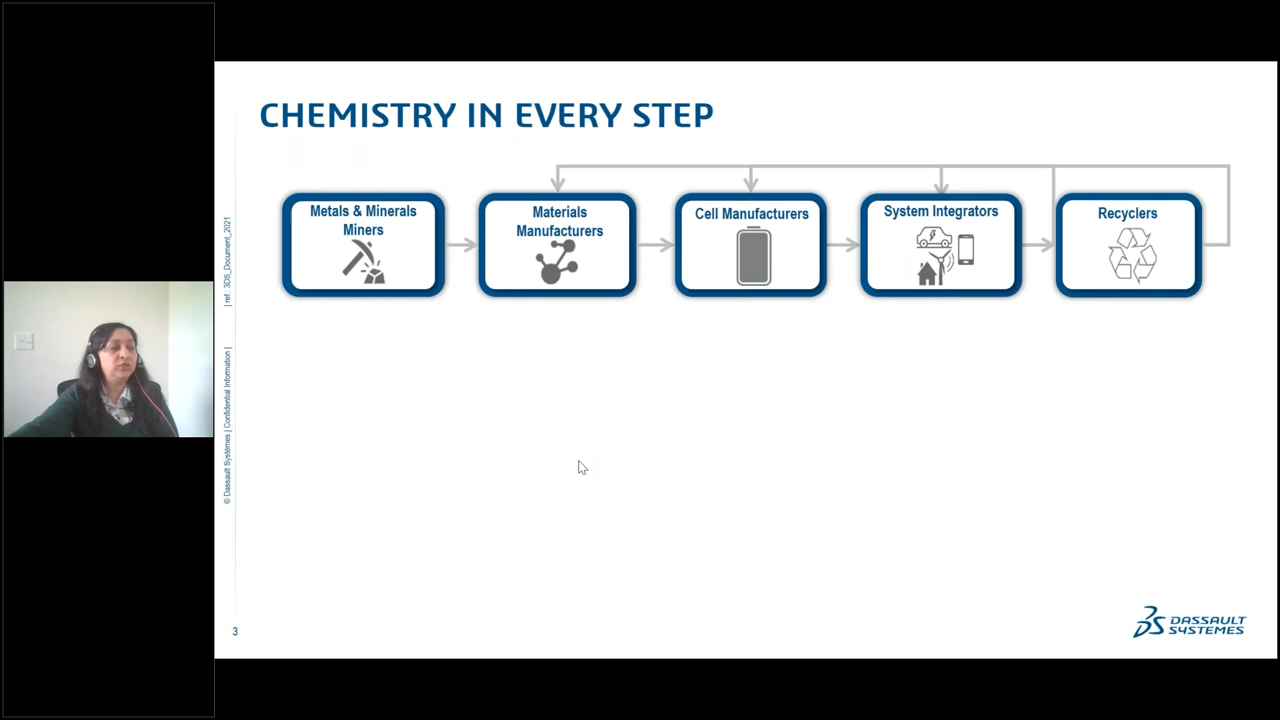 CHEMISTRY IN EVERY STEP
Metals & Minerals
Miners
Materials
Manufacturers
Cell Manufacturers
System Integrators
Recyclers
© Dassault Systèmes | Confidential Information | | ref.: 3DS_Document_2021
3
DASSAULT
SYSTEMES